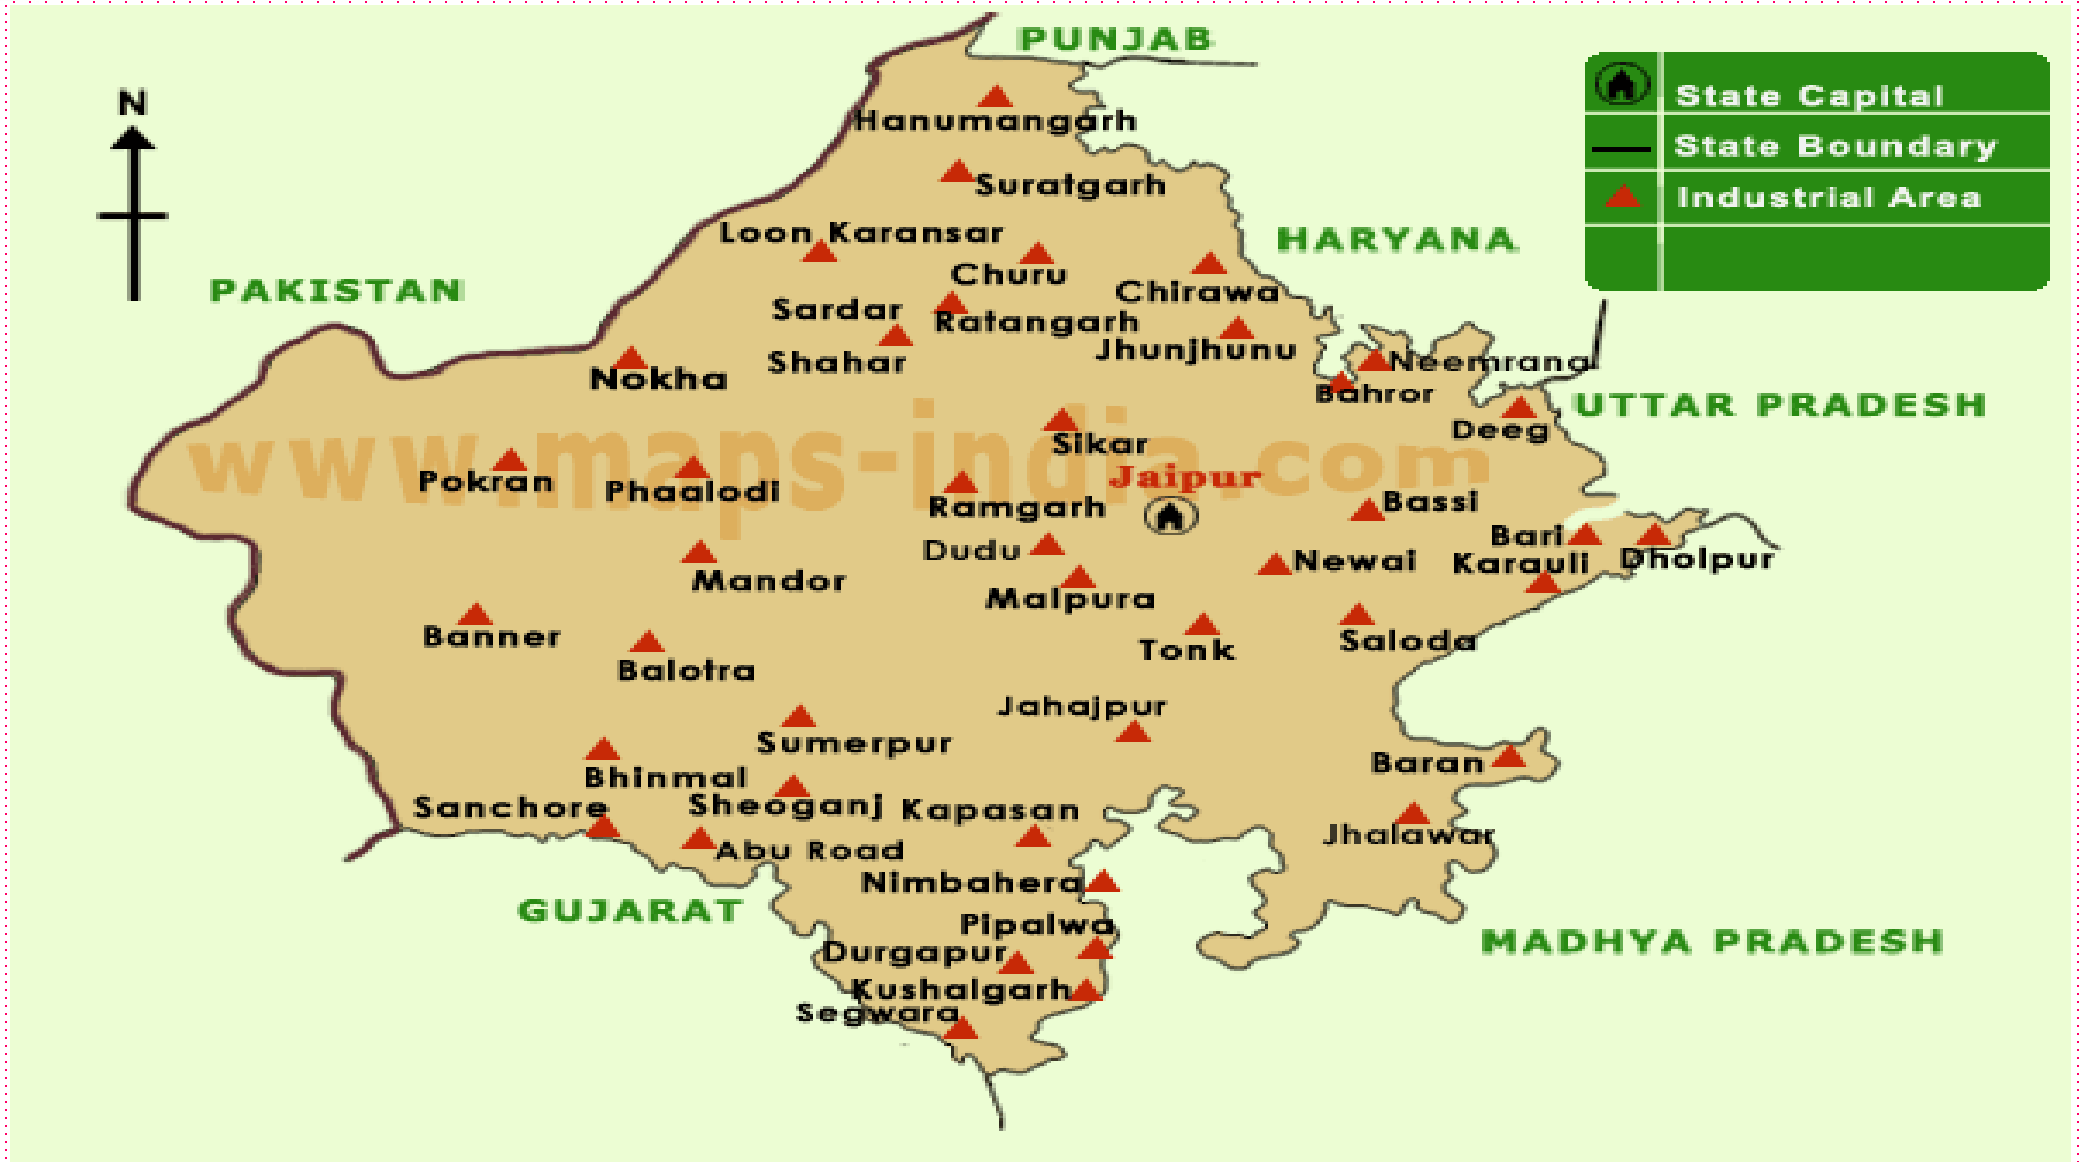 PUNJAB
N
State Capital
State Boundary
Industrial Area
Hanumangarh
Suratgarh
Loon Karansar
HARYANA
Churu
PAKISTAN
Chirawa
Sardar
Shahar
Ratangarh
Jhunjhunu
Neemrana
Nokha
Bahror
UTTAR PRADESH
Deeg
Sikar
www.maps-india.com
Jaipur
Pokran
Phaalodi
Ramgarh
Bassi
Bari
Dudu
Newai
Karauli
Dholpur
Mandor
Malpura
Banner
Saloda
Tonk
Balotra
Jahajpur
Sumerpur
Baran
Bhinmal
Sanchore
Sheoganj
Kapasan
Jhalawar
Abu Road
Nimbahera
GUJARAT
Pipalwa
MADHYA PRADESH
Durgapur
Kushalgarh
Segwara